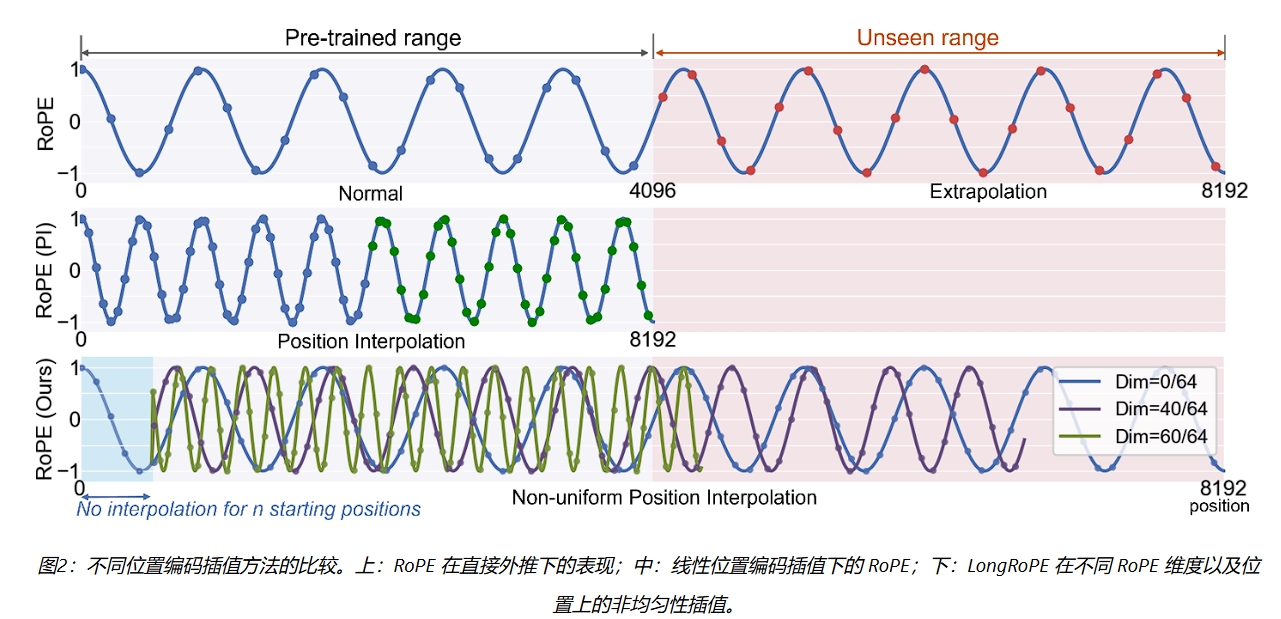 Pre-trained range
Unseen range
RoPE
1
0
−1
0
Normal
4096
Extrapolation
8192
RoPE (PI)
1
0
−1
0
Position Interpolation
8192
RoPE (Ours)
1
0
−1
0
Dim=0/64
Dim=40/64
Dim=60/64
No interpolation for n starting positions
Non-uniform Position Interpolation
8192
position
图2：不同位置编码插值方法的比较。上：RoPE 在直接外推下的表现；中：线性位置编码插值下的 RoPE；下：LongRoPE 在不同 RoPE 维度以及位
置上的非均匀性插值。